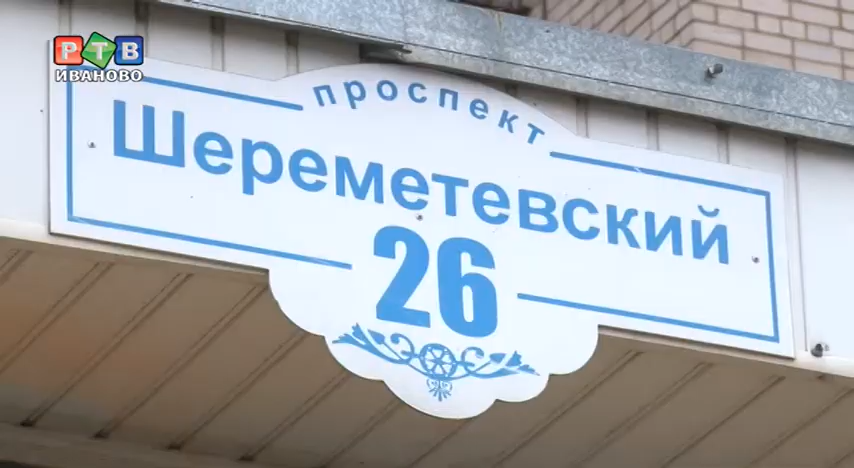 РТВ
ИВАНОВО
проспект
Шереметевский
26